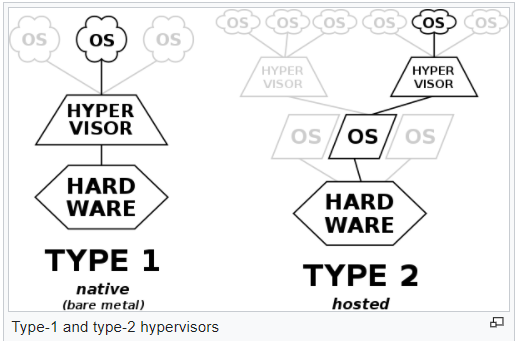 OS OS OS
HYPER
VISOR
HARD
WARE
TYPE 1
native
(bare metal)
OS OS OS OS OS OS
HYPER
VISOR
HYPER
VISOR
OS OS OS
HARD
WARE
TYPE 2
hosted
Type-1 and type-2 hypervisors